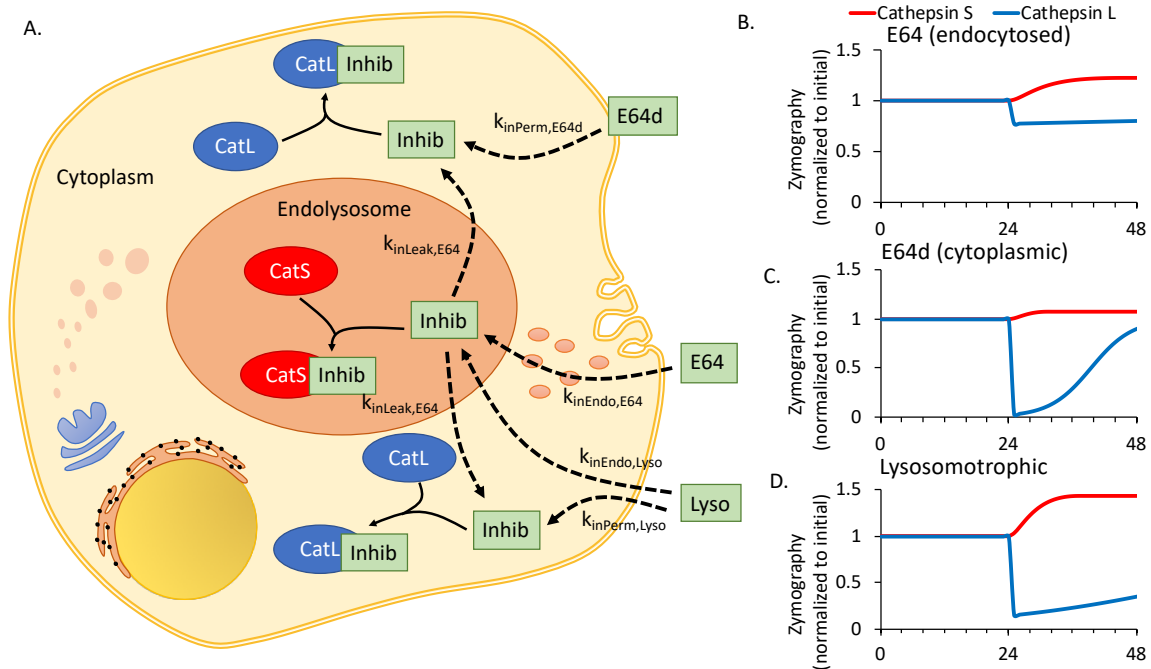 A.
CatL
Inhib
CatL
Inhib
kinPerm,E64d
E64d
Cytoplasm
Endolysosome
kinLeak,E64
CatS
Inhib
CatS
Inhib
kinLeak,E64
E64
kinEndo,E64
CatL
kinEndo,Lyso
Lyso
kinPerm,Lyso
Inhib
CatL
Inhib
B.
Cathepsin S
Cathepsin L
E64 (endocytosed)
Zymography
(normalized to initial)
1.5
1
0.5
0
0
24
48
C.
E64d (cytoplasmic)
Zymography
(normalized to initial)
1.5
1
0.5
0
0
24
48
D.
Lysosomotrophic
Zymography
(normalized to initial)
1.5
1
0.5
0
0
24
48